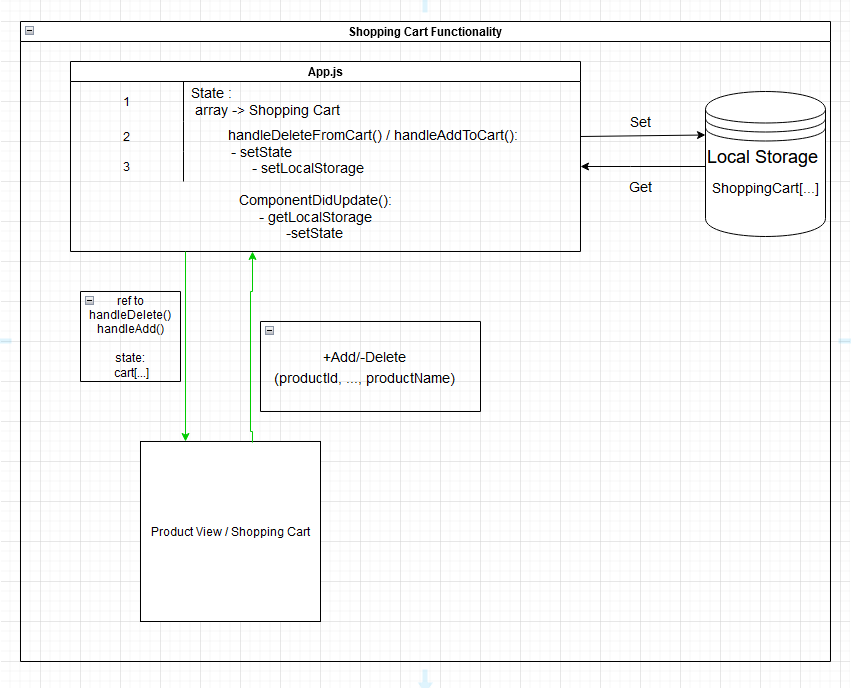 Shopping Cart Functionality
App.js
1
State :
array -> Shopping Cart
2
handleDeleteFromCart() / handleAddToCart():
- setState
3
- setLocalStorage
ComponentDidUpdate():
- getLocalStorage
-setState
Set
Get
Local Storage
ShoppingCart[...]
ref to
handleDelete()
handleAdd()
state:
cart[...]
+Add/-Delete
(productId, ..., productName)
Product View / Shopping Cart